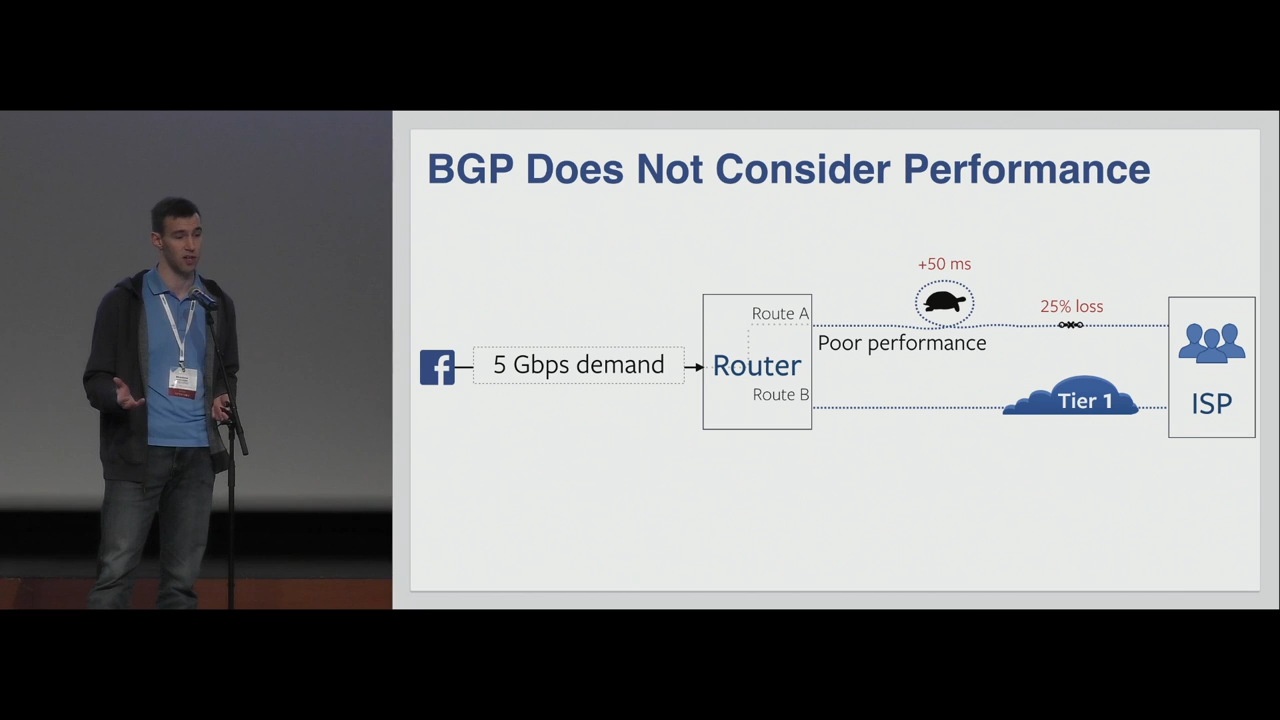 BGP Does Not Consider Performance
+50 ms
25% loss
Route A
Poor performance
5 Gbps demand
Router
Route B
Tier 1
ISP